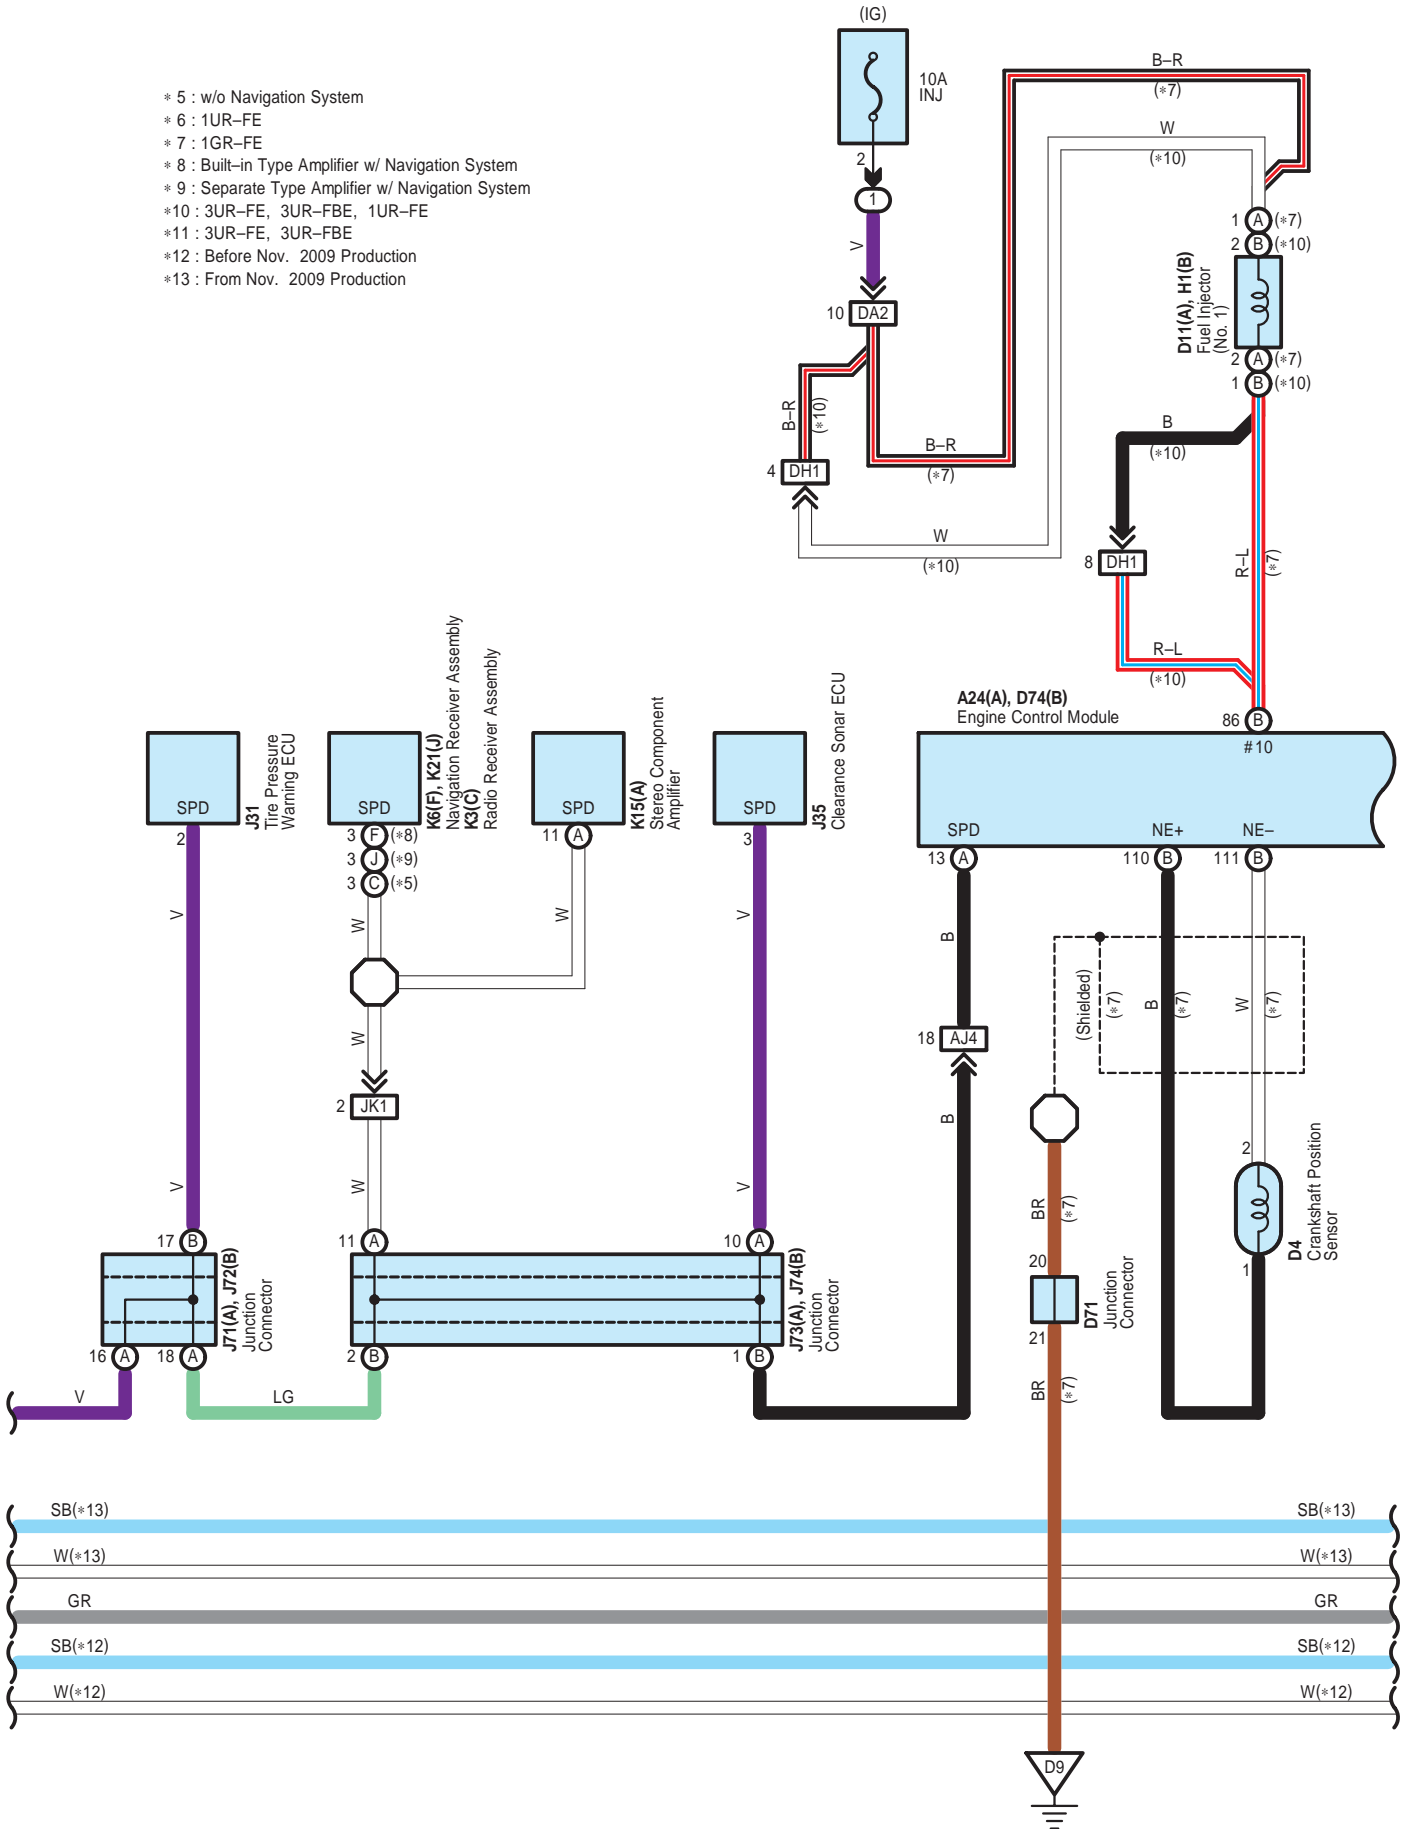 (IG)
10A
INJ
∗ 5 : w/o Navigation System
∗ 6 : 1UR–FE
∗ 7 : 1GR–FE
∗ 8 : Built–in Type Amplifier w/ Navigation System
∗ 9 : Separate Type Amplifier w/ Navigation System
∗10 : 3UR–FE, 3UR–FBE, 1UR–FE
∗11 : 3UR–FE, 3UR–FBE
∗12 : Before Nov. 2009 Production
∗13 : From Nov. 2009 Production
B–R
(∗7)
W
(∗10)
2
1
V
10 DA2
1 A (∗7)
2 B (∗10)
D11(A), H1(B)
Fuel Injector
(No. 1)
2 A (∗7)
1 B (∗10)
B–R
(∗10)
B–R
(∗7)
4 DH1
W
(∗10)
B
(∗10)
8 DH1
R–L
(∗7)
R–L
(∗10)
A24(A), D74(B)
Engine Control Module
86 B
#10
SPD
NE+
NE–
13 A
110 B
111 B
SPD
2
J31
Tire Pressure
Warning ECU
SPD
3 F (∗8)
3 J (∗9)
3 C (∗5)
K6(F), K21(J)
Navigation Receiver Assembly
K3(C)
Radio Receiver Assembly
SPD
11 A
K15(A)
Stereo Component
Amplifier
SPD
3
J35
Clearance Sonar ECU
V
W
W
V
B
(Shielded)
(∗7)
B
(∗7)
W
(∗7)
W
18 AJ4
2 JK1
B
V
W
V
BR
(∗7)
2
D4
Crankshaft Position
Sensor
1
17 B
11 A
10 A
20
J71(A), J72(B)
Junction
Connector
J73(A), J74(B)
Junction
Connector
D71
Junction
Connector
21
16 A
18 A
2 B
1 B
V
LG
BR
(∗7)
SB(∗13)
SB(∗13)
W(∗13)
W(∗13)
GR
GR
SB(∗12)
SB(∗12)
W(∗12)
W(∗12)
D9